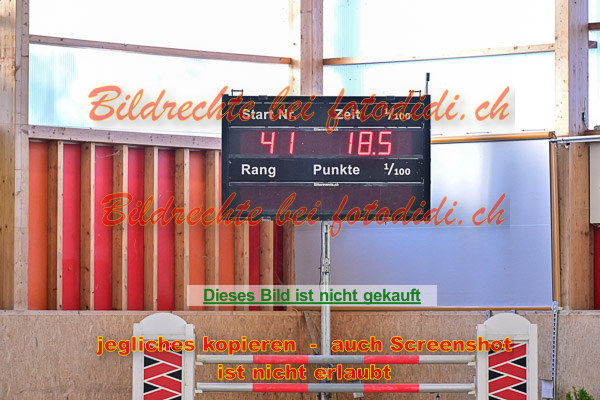 Bildrechte bei fotodidi.ch
Start Nr. Zeit 1/100
41 18.5
Rang Punkte 1/100
Bildrechte bei fotodidi.ch
Dieses Bild ist nicht gekauft
jegliches kopieren - auch Screenshot
ist nicht erlaubt